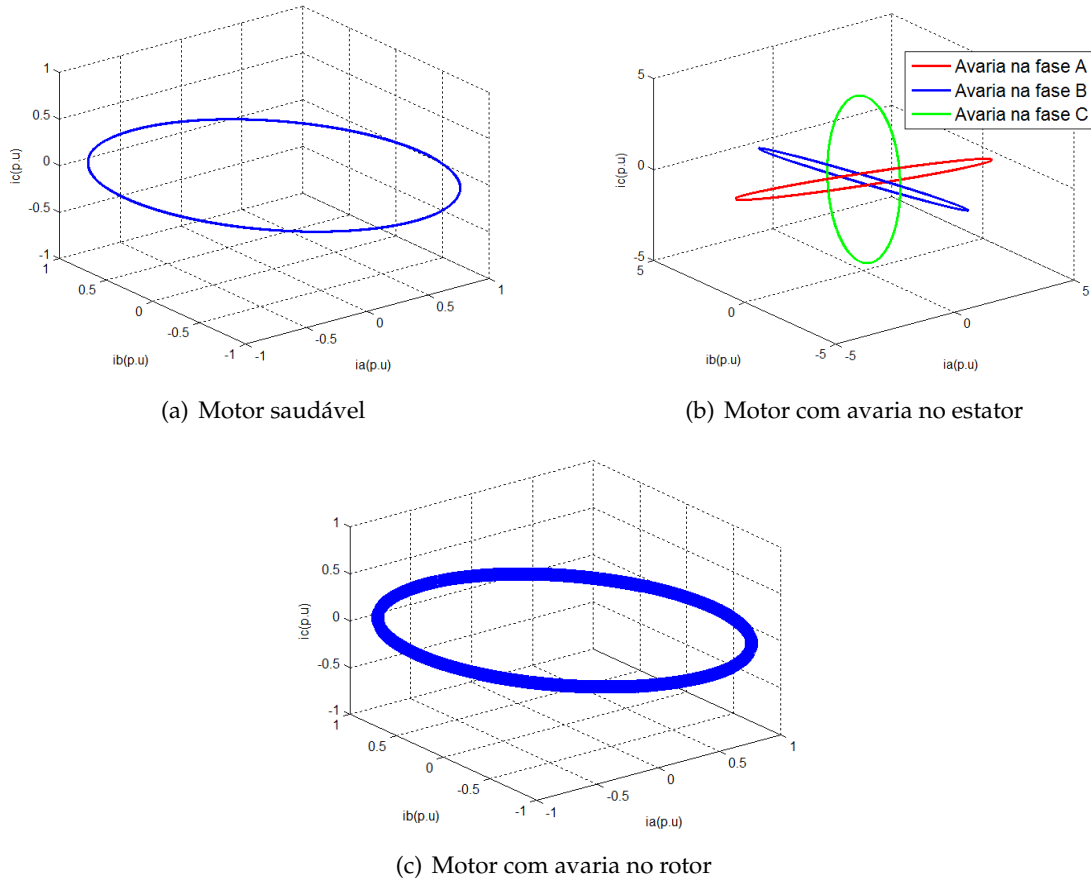 1
0.5
0
-0.5
-1
1
0.5
0
-0.5
-1
-1
-0.5
0
0.5
1
ic(p.u)
ib(p.u)
ia(p.u)
(a) Motor saudável
5
0
-5
5
0
-5
-5
0
5
ic(p.u)
ib(p.u)
ia(p.u)
Avaria na fase A
Avaria na fase B
Avaria na fase C
(b) Motor com avaria no estator
1
0.5
0
-0.5
-1
1
0.5
0
-0.5
-1
-1
-0.5
0
0.5
1
ic(p.u)
ib(p.u)
ia(p.u)
(c) Motor com avaria no rotor